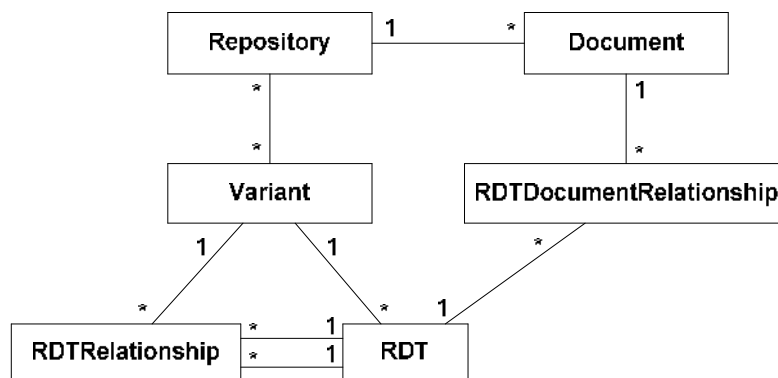 Repository 1 * Document
* 1
* *
Variant RDTDocumentRelationship
1 1 *
* * 1
RDTRelationship * 1 RDT
* 1